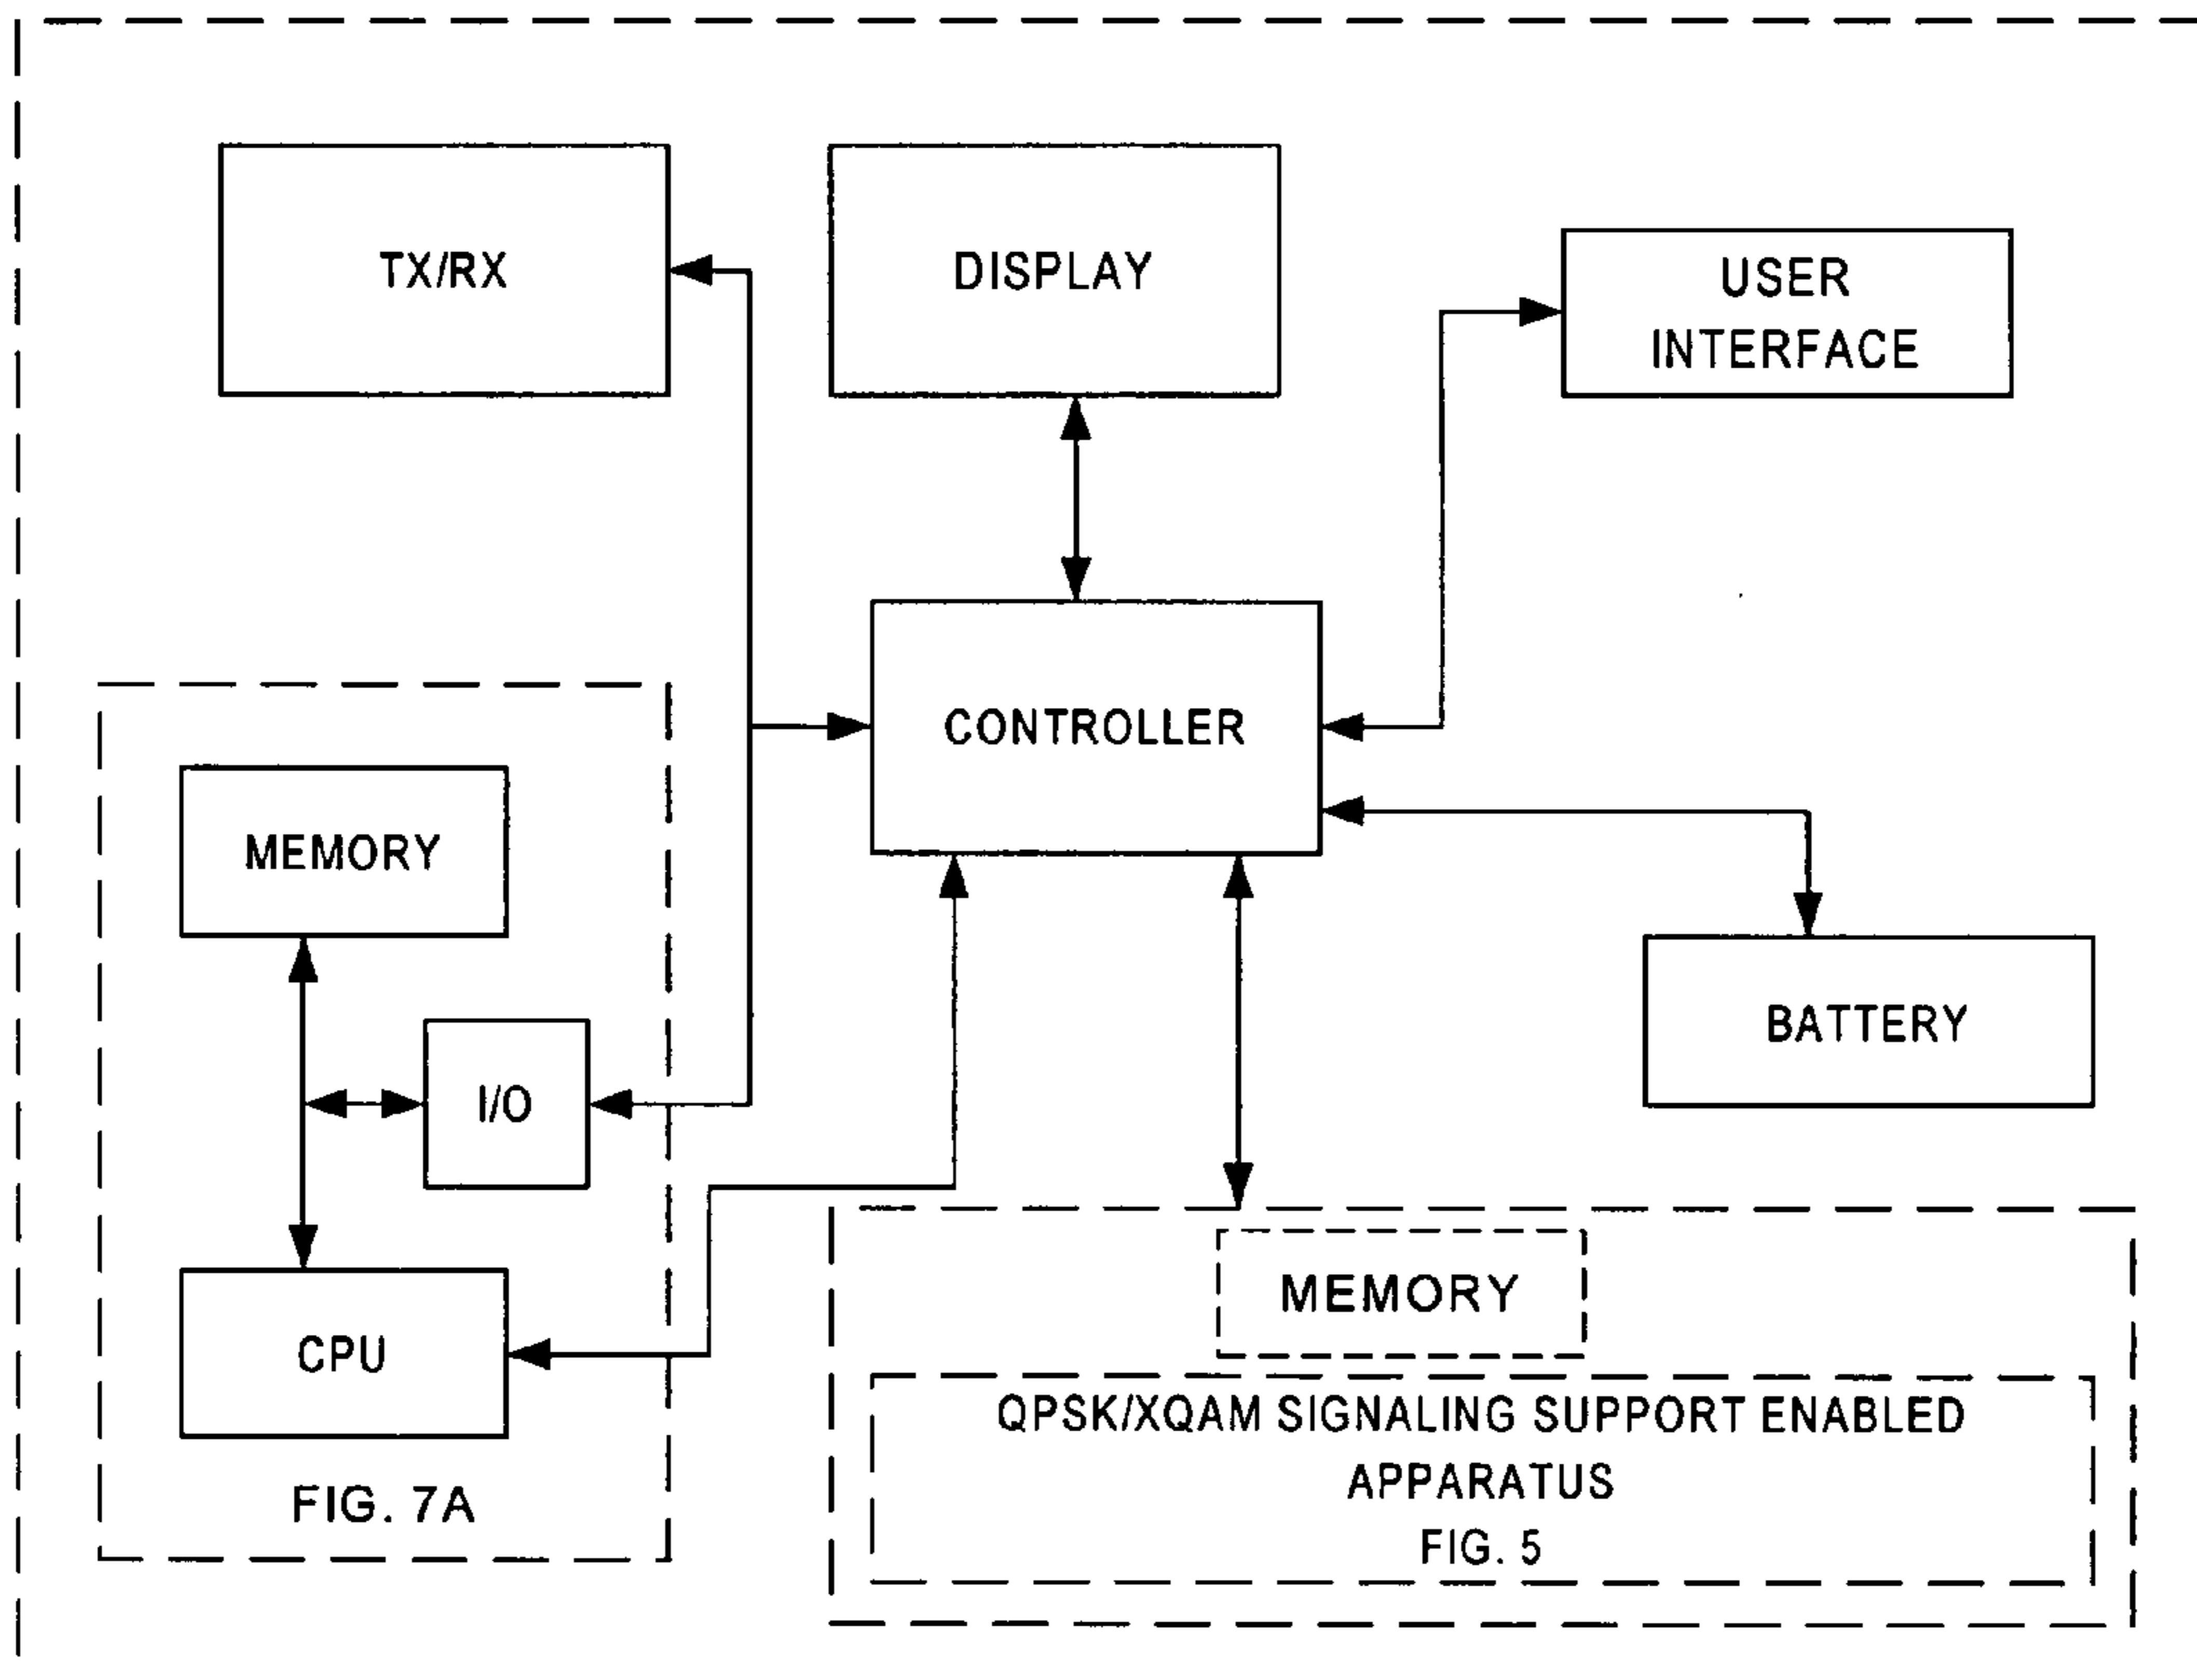 TX/RX
DISPLAY
USER
INTERFACE
CONTROLLER
MEMORY
I/O
BATTERY
CPU
FIG. 7A
MEMORY
QPSK/XQAM SIGNALING SUPPORT ENABLED
APPARATUS
FIG. 5